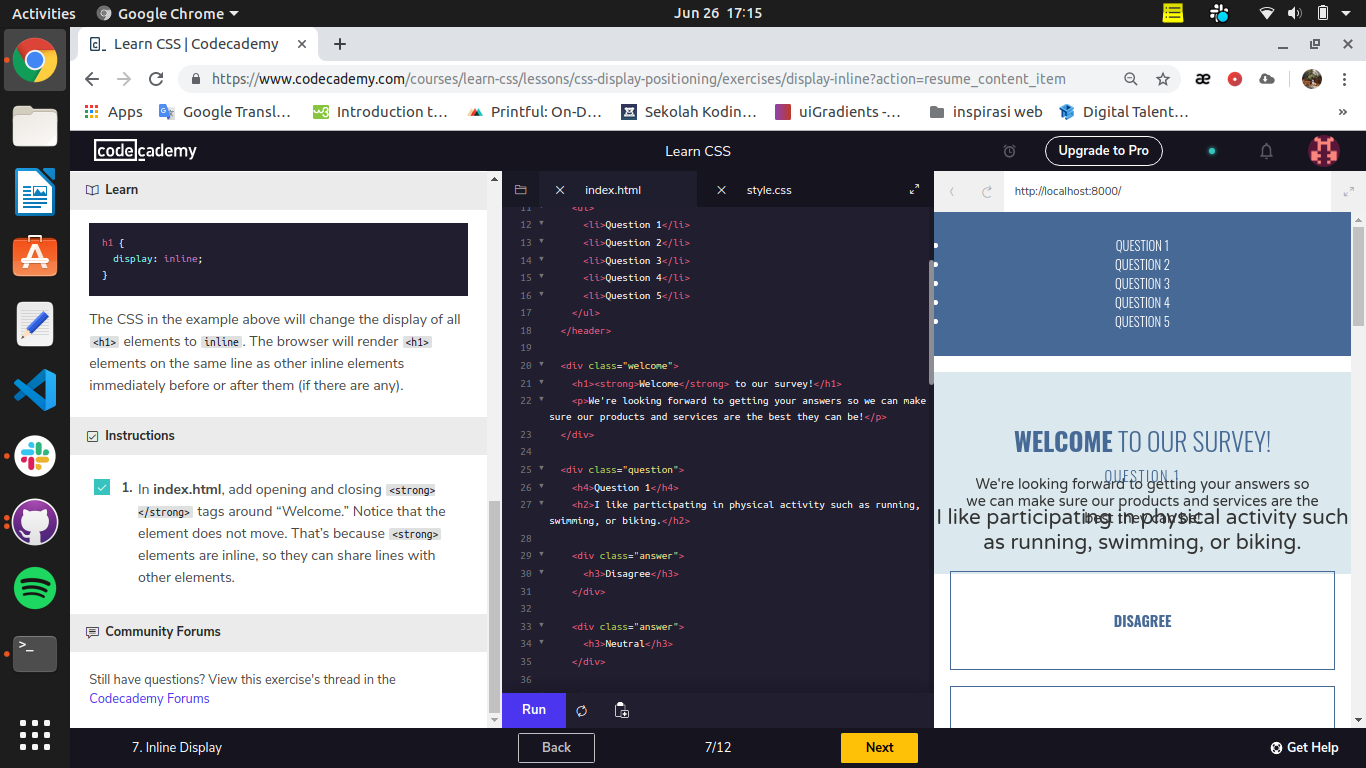 Activities
Google Chrome
Jun 26 17:15
Learn CSS | Codecademy
https://www.codecademy.com/courses/learn-css/lessons/css-display-positioning/exercises/display-inline?action=resume_content_item
Apps
Google Transl...
Introduction t...
Printful: On-D...
Sekolah Kodin...
uiGradients -...
inspirasi web
Digital Talent...
»
codecademy
Learn CSS
Upgrade to Pro
Learn
h1 {
display: inline;
}
The CSS in the example above will change the display of all
<h1> elements to inline. The browser will render <h1>
elements on the same line as other inline elements
immediately before or after them (if there are any).
Instructions
1. In index.html, add opening and closing <strong>
</strong> tags around “Welcome.” Notice that the
element does not move. That’s because <strong>
elements are inline, so they can share lines with
other elements.
Community Forums
Still have questions? View this exercise's thread in the
Codecademy Forums
index.html
style.css
11 <ul>
12 <li>Question 1</li>
13 <li>Question 2</li>
14 <li>Question 3</li>
15 <li>Question 4</li>
16 <li>Question 5</li>
17 </ul>
18 </header>
19
20 <div class="welcome">
21 <h1><strong>Welcome</strong> to our survey!</h1>
22 <p>We're looking forward to getting your answers so we can make
sure our products and services are the best they can be!</p>
23 </div>
24
25 <div class="question">
26 <h4>Question 1</h4>
27 <h2>I like participating in physical activity such as running,
swimming, or biking.</h2>
28
29 <div class="answer">
30 <h3>Disagree</h3>
31 </div>
32
33 <div class="answer">
34 <h3>Neutral</h3>
35 </div>
36
Run
http://localhost:8000/
QUESTION 1
QUESTION 2
QUESTION 3
QUESTION 4
QUESTION 5
WELCOME TO OUR SURVEY!
QUESTION 1
We're looking forward to getting your answers so
we can make sure our products and services are the
best they can be!
I like participating in physical activity such
as running, swimming, or biking.
DISAGREE
7. Inline Display
Back
7/12
Next
Get Help